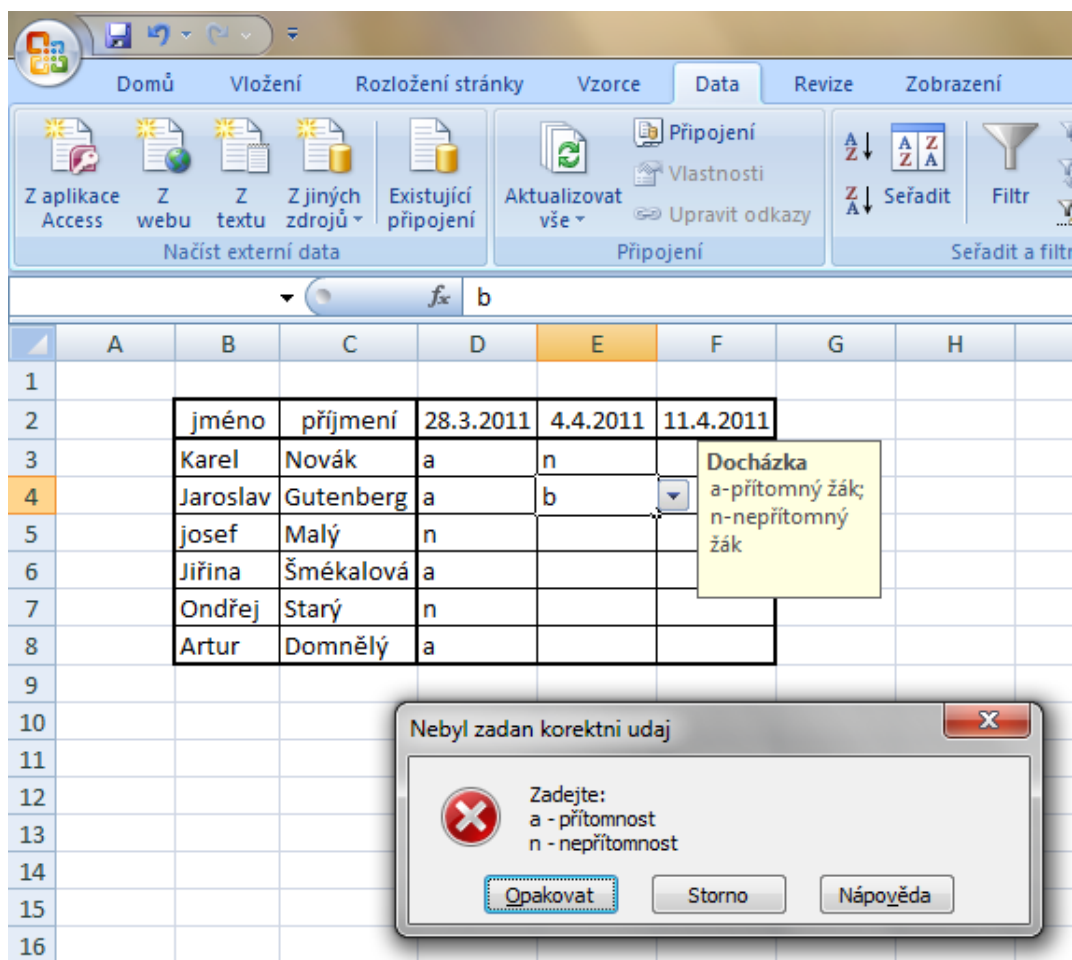 Domů Vložení Rozložení stránky Vzorce Data Revize Zobrazení
Z aplikace Access
Z webu
Z textu
Z jiných zdrojů
Existující připojení
Aktualizovat vše
Připojení
Vlastnosti
Upravit odkazy
Seřadit
Filtr
Načíst externí data Připojení Seřadit a filtr
fx b
A B C D E F G H
1
2 jméno příjmení 28.3.2011 4.4.2011 11.4.2011
3 Karel Novák a n
4 Jaroslav Gutenberg a b
5 josef Malý n
6 Jiřina Šmékalová a
7 Ondřej Starý n
8 Artur Domnělý a
Docházka
a-přítomný žák;
n-nepřítomný
žák
9
10
11
12
13
14
15
16
Nebyl zadan korektni udaj
Zadejte:
a - přítomnost
n - nepřítomnost
Opakovat Storno Nápověda